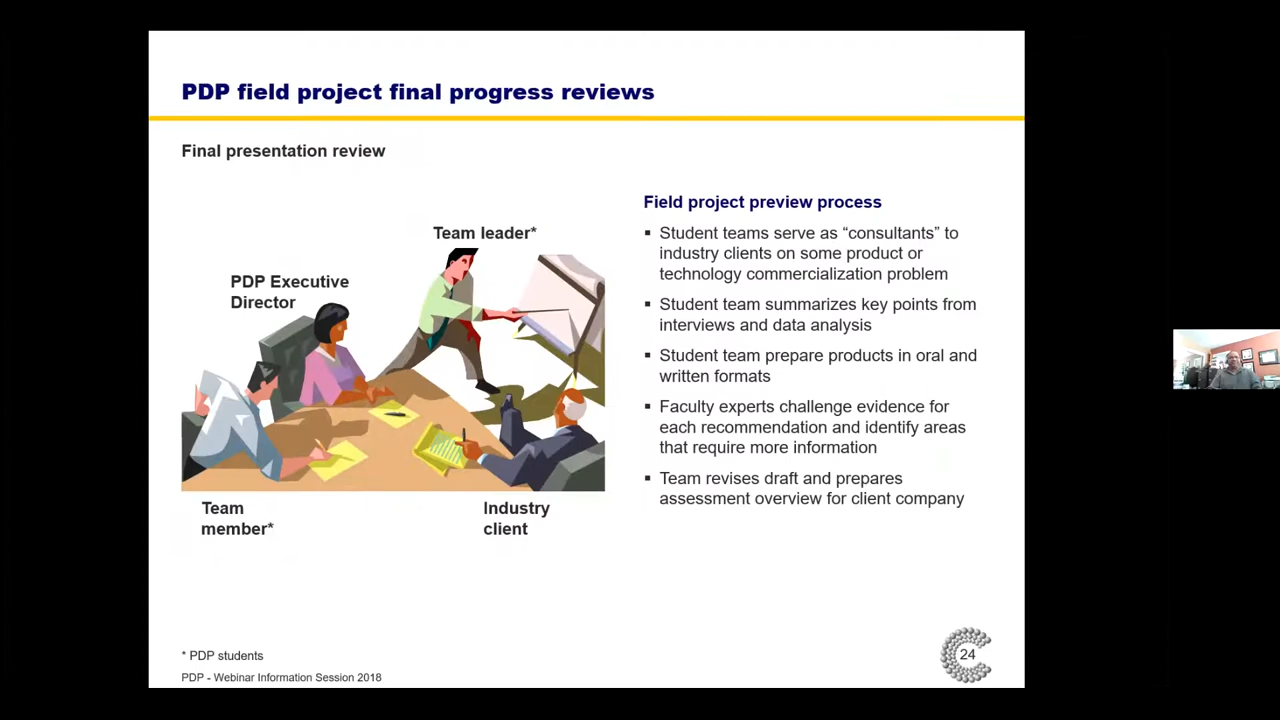 PDP field project final progress reviews
Final presentation review
Team leader*
PDP Executive
Director
Team
member*
Industry
client
Field project preview process
▪ Student teams serve as “consultants” to
industry clients on some product or
technology commercialization problem
▪ Student team summarizes key points from
interviews and data analysis
▪ Student team prepare products in oral and
written formats
▪ Faculty experts challenge evidence for
each recommendation and identify areas
that require more information
▪ Team revises draft and prepares
assessment overview for client company
* PDP students
PDP - Webinar Information Session 2018
24